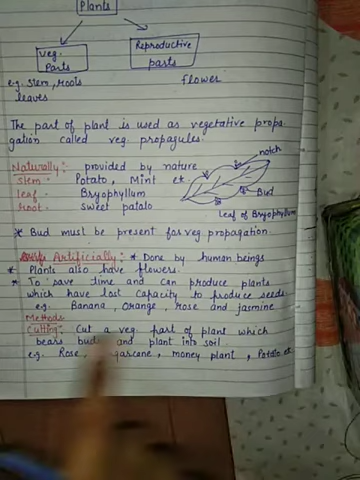 Plants
Veg. Reproductive
Parts parts
e.g. stem, roots flower
leaves
The part of plant is used as vegetative propa-
gation called veg. propagules.
notch
Naturally:- provided by nature
stem- Potato, Mint etc
leaf- Bryophyllum
Bud
root- sweet patato
Leaf of Bryophyllum
* Bud must be present for veg. propagation.
Artificially:- * Done by human beings
* Plants also have flowers.
* To save time and can produce plants
which have lost capacity to produce seeds
e.g. Banana, Orange, rose and jasmine
Methods
Cutting:- Cut a veg. part of plant which
bears and plant into soil.
e.g. Rose, money plant, Potato etc